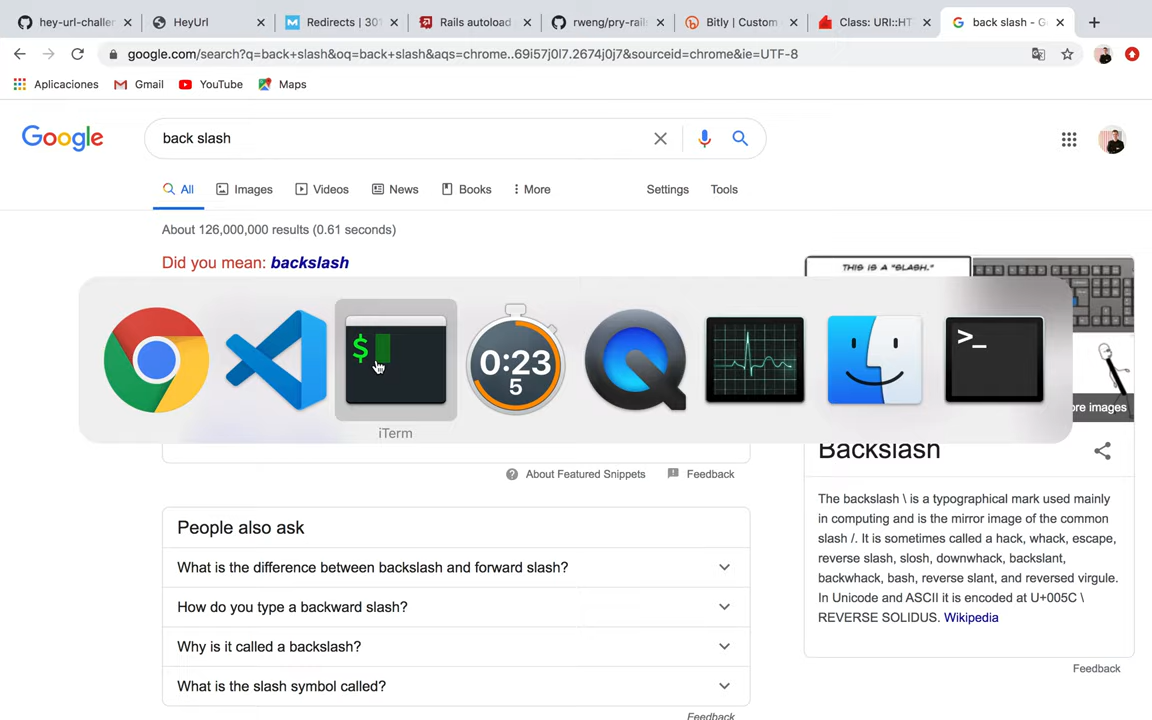 hey-url-challer
HeyUrl
Redirects | 301
Rails autoload
rweng/pry-rails
Bitly | Custom
Class: URI::HT
back slash - G
google.com/search?q=back+slash&oq=back+slash&aqs=chrome..69i57j0l7.2674j0j7&sourceid=chrome&ie=UTF-8
Aplicaciones
Gmail
YouTube
Maps
Google
back slash
All
Images
Videos
News
Books
More
Settings
Tools
About 126,000,000 results (0.61 seconds)
Did you mean: backslash
THIS IS A "SLASH."
$
0:23
5
>_
iTerm
ore images
Backslash
About Featured Snippets
Feedback
The backslash \ is a typographical mark used mainly
in computing and is the mirror image of the common
slash /. It is sometimes called a hack, whack, escape,
reverse slash, slosh, downwhack, backslant,
backwhack, bash, reverse slant, and reversed virgule.
In Unicode and ASCII it is encoded at U+005C \
REVERSE SOLIDUS. Wikipedia
Feedback
People also ask
What is the difference between backslash and forward slash?
How do you type a backward slash?
Why is it called a backslash?
What is the slash symbol called?
Feedback